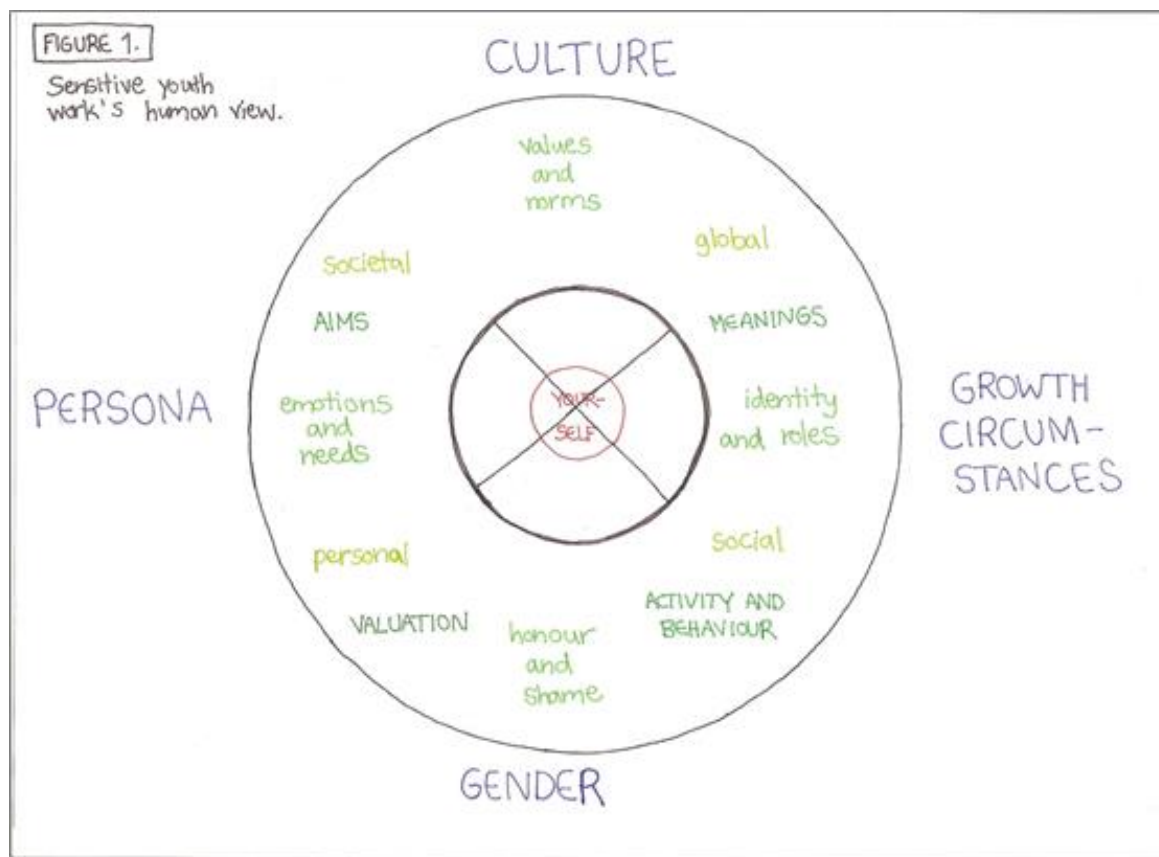 FIGURE 1.
Sensitive youth
work's human view.
CULTURE
values
and
norms
societal
global
AIMS
MEANINGS
PERSONA
emotions
and
needs
YOUR-
SELF
identity
and roles
GROWTH
CIRCUM-
STANCES
personal
social
VALUATION
ACTIVITY AND
BEHAVIOUR
honour
and
shame
GENDER